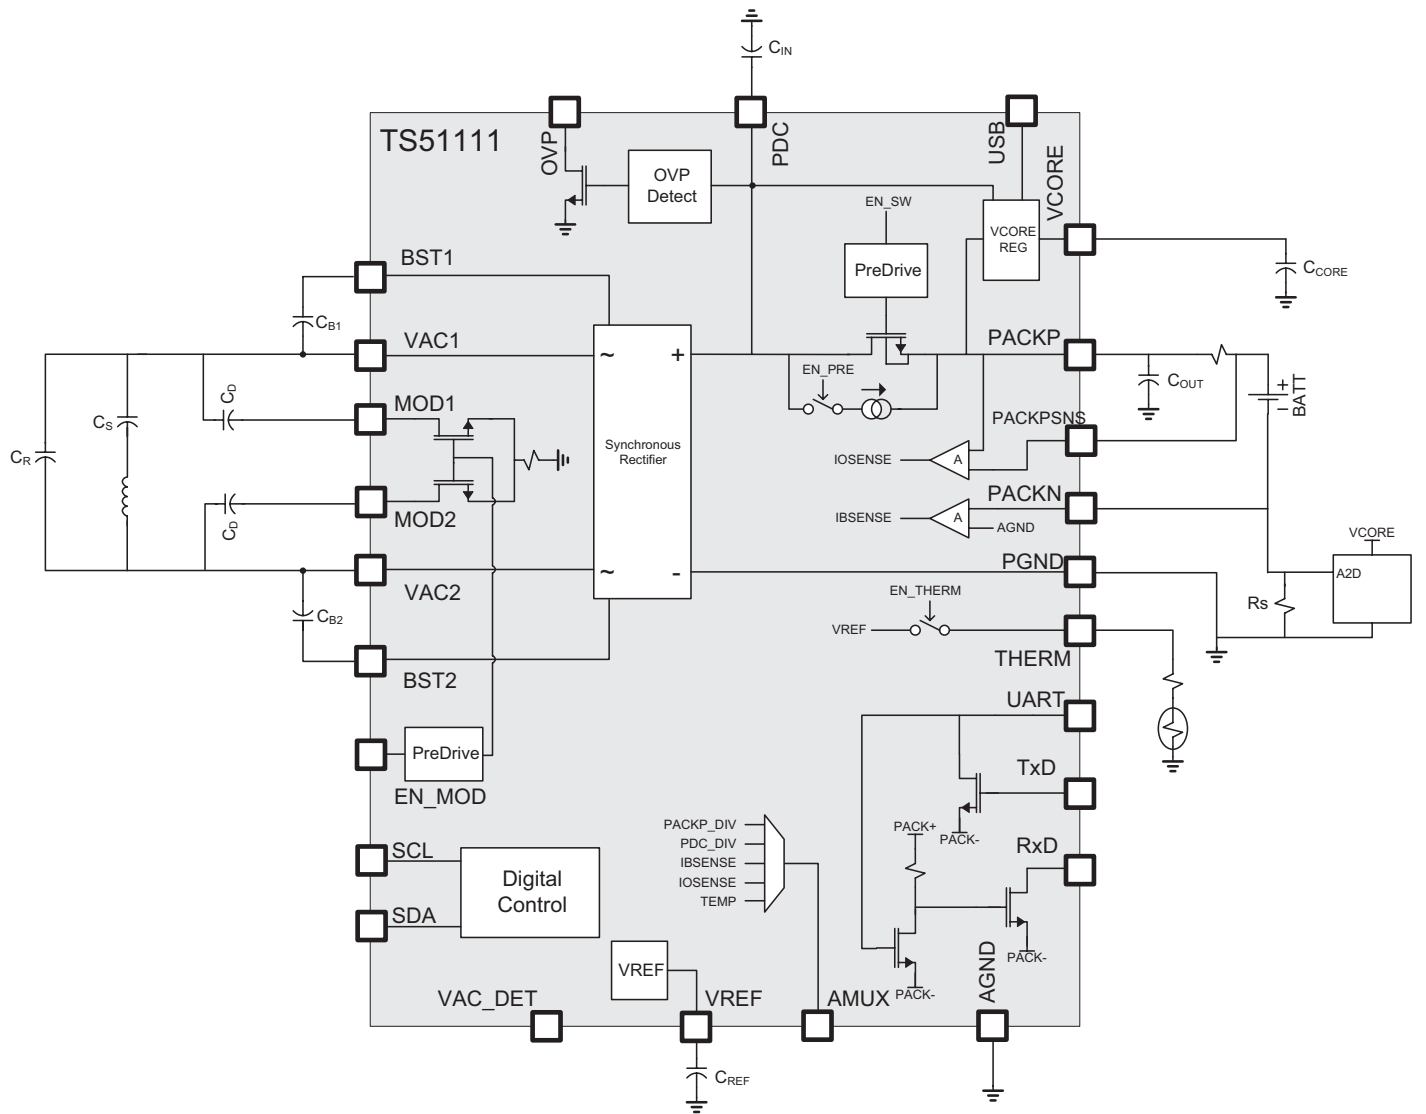 C_IN
TS51111
OVP
PDC
USB
VCORE
OVP
Detect
EN_SW
VCORE
REG
PreDrive
C_CORE
BST1
C_B1
VAC1
PACKP
~
+
EN_PRE
C_OUT
+
BATT
−
C_D
MOD1
C_S
PACKPSNS
Synchronous
Rectifier
IOSENSE
A
C_R
PACKN
MOD2
C_D
IBSENSE
A
AGND
VCORE
PGND
A2D
~
-
VAC2
EN_THERM
Rs
C_B2
VREF
THERM
BST2
UART
PreDrive
EN_MOD
TxD
PACK+
PACK-
PACKP_DIV
PDC_DIV
IBSENSE
IOSENSE
TEMP
RxD
SCL
Digital
Control
SDA
PACK-
VREF
AGND
PACK-
VAC_DET
VREF
AMUX
C_REF